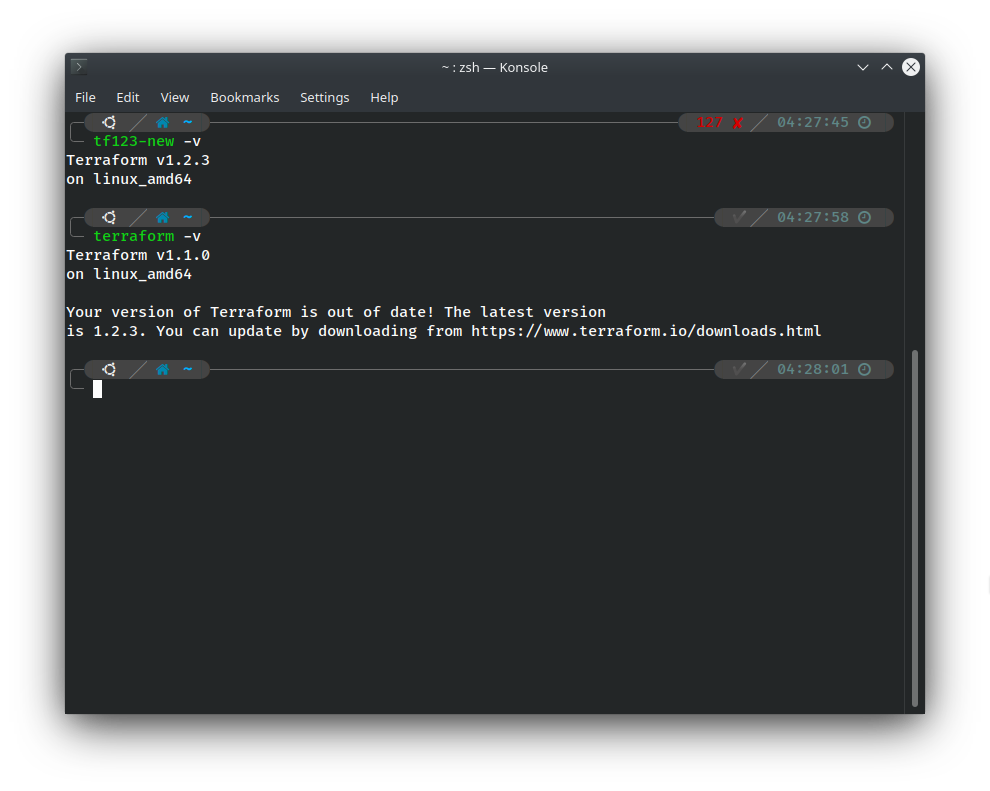 ~ : zsh — Konsole
File Edit View Bookmarks Settings Help
~ 127 ✘ 04:27:45
tf123-new -v
Terraform v1.2.3
on linux_amd64
~ ✔ 04:27:58
terraform -v
Terraform v1.1.0
on linux_amd64
Your version of Terraform is out of date! The latest version
is 1.2.3. You can update by downloading from https://www.terraform.io/downloads.html
~ ✔ 04:28:01